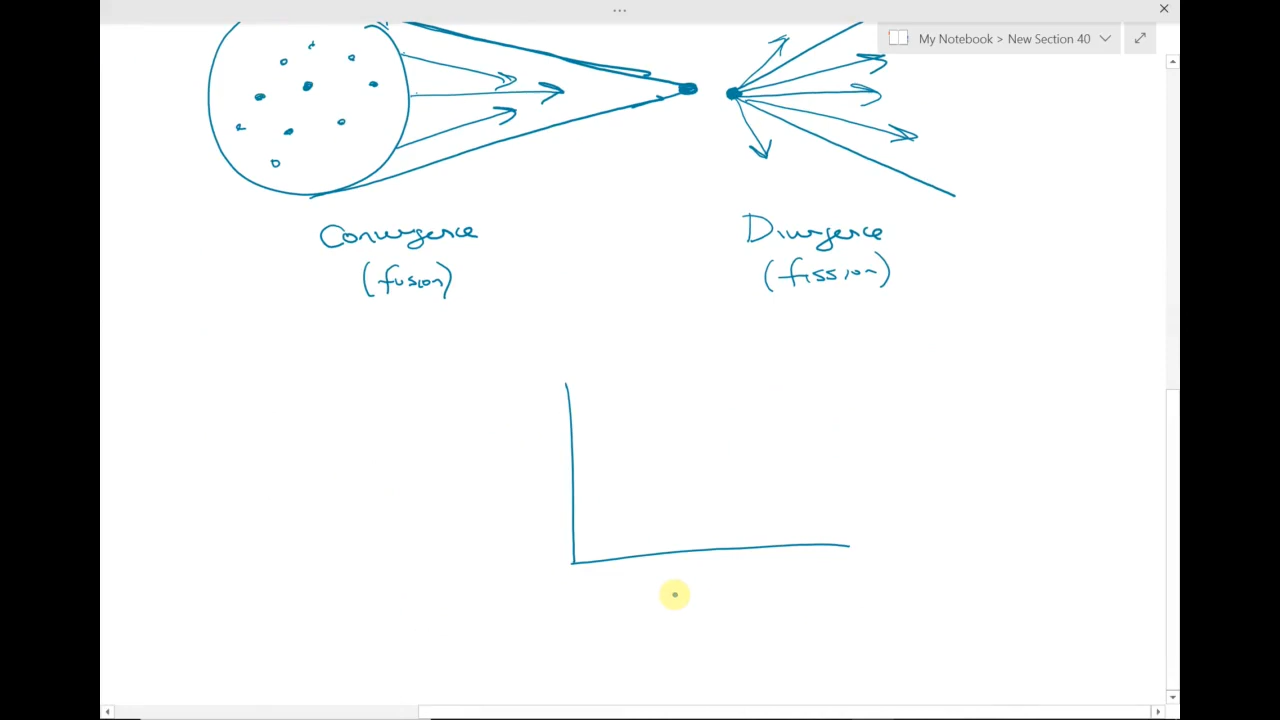 My Notebook > New Section 40
Convergence
(fusion)
Divergence
(fission)